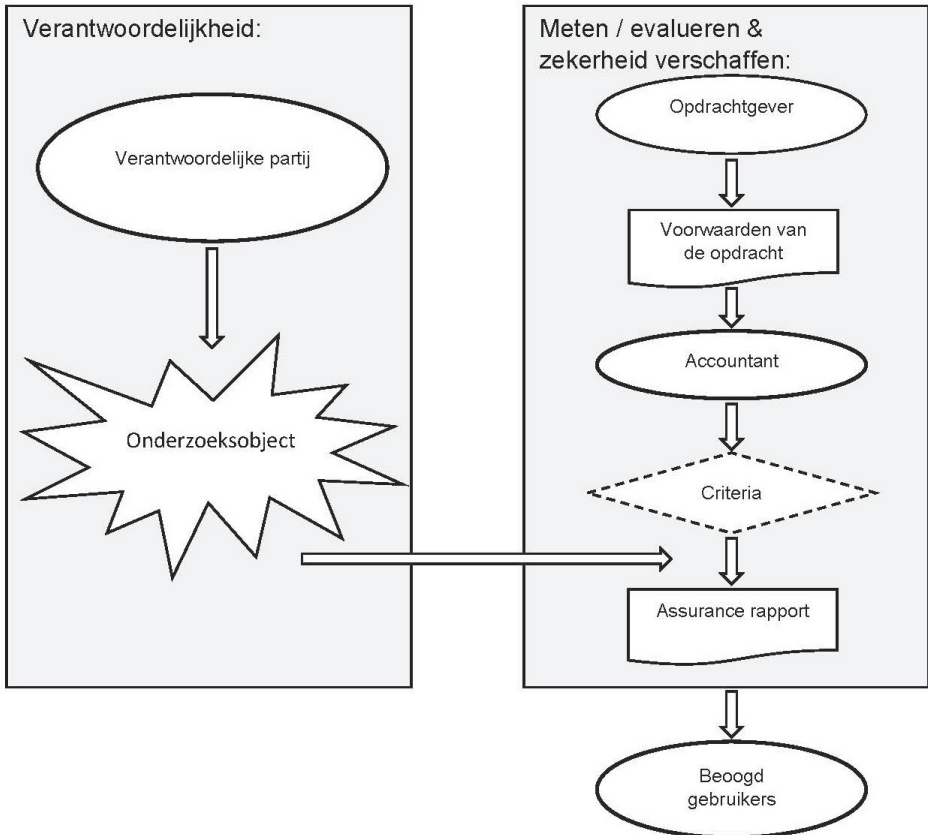 Verantwoordelijkheid:
Verantwoordelijke partij
Onderzoeksobject
Meten / evalueren &
zekerheid verschaffen:
Opdrachtgever
Voorwaarden van
de opdracht
Accountant
Criteria
Assurance rapport
Beoogd
gebruikers